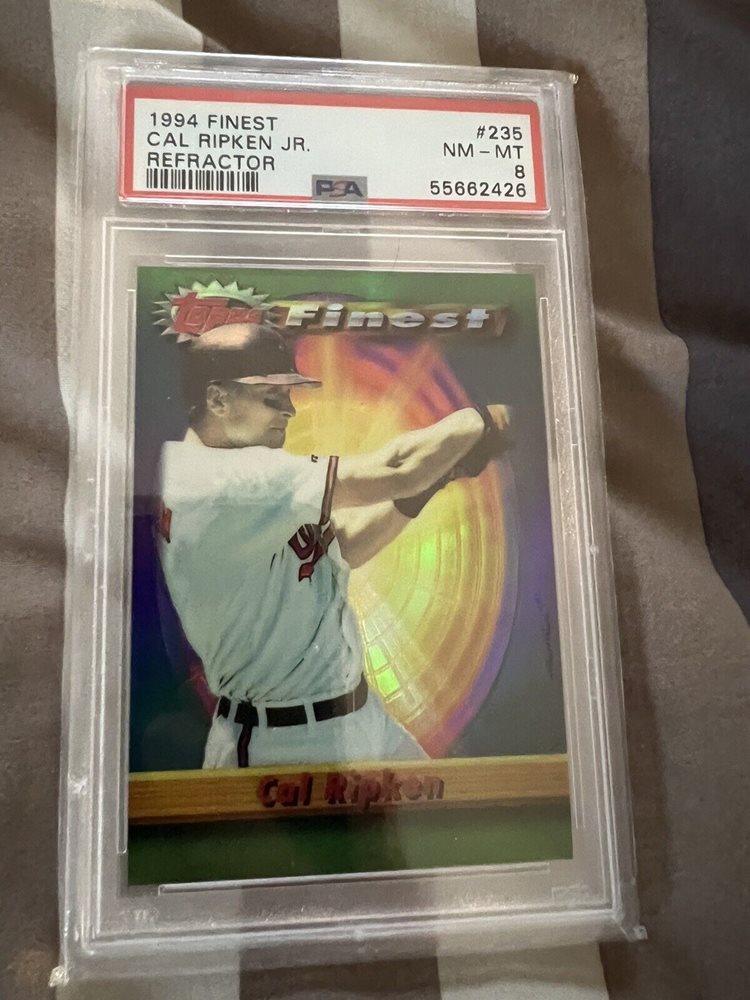 1994 FINEST #235
CAL RIPKEN JR. NM - MT
REFRACTOR 8
PSA 55662426
Topps Finest
Cal Ripken